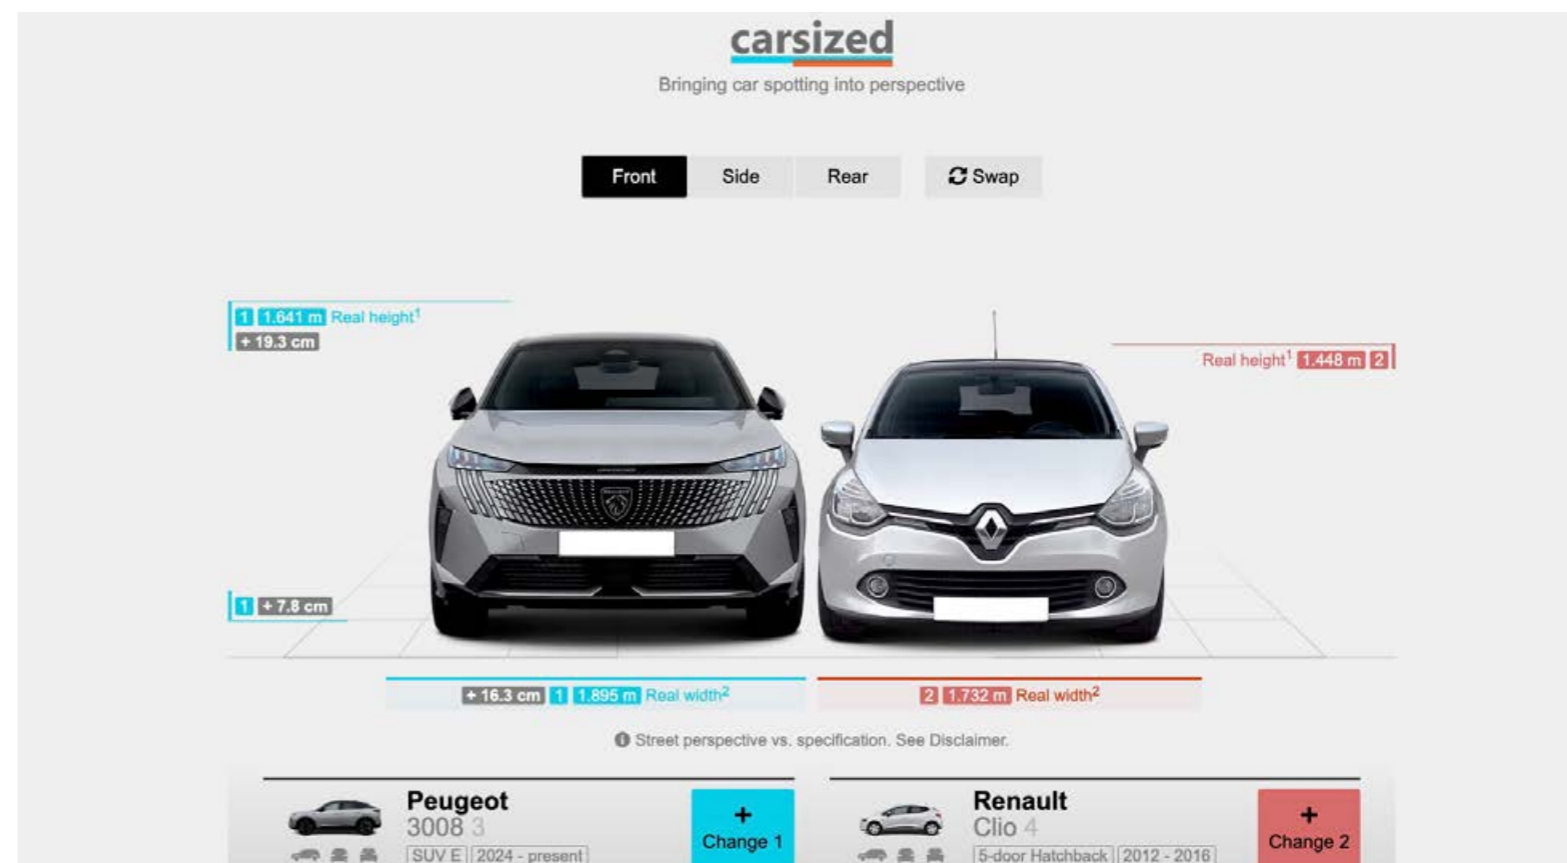 carsized
Bringing car spotting into perspective
Front Side Rear Swap
1 1.641 m Real height¹
+ 19.3 cm
Real height¹ 1.448 m 2
1 + 7.8 cm
+ 16.3 cm 1 1.895 m Real width²
2 1.732 m Real width²
Street perspective vs. specification. See Disclaimer.
Peugeot
3008 3
SUV E 2024 - present
+
Change 1
Renault
Clio 4
5-door Hatchback 2012 - 2016
+
Change 2